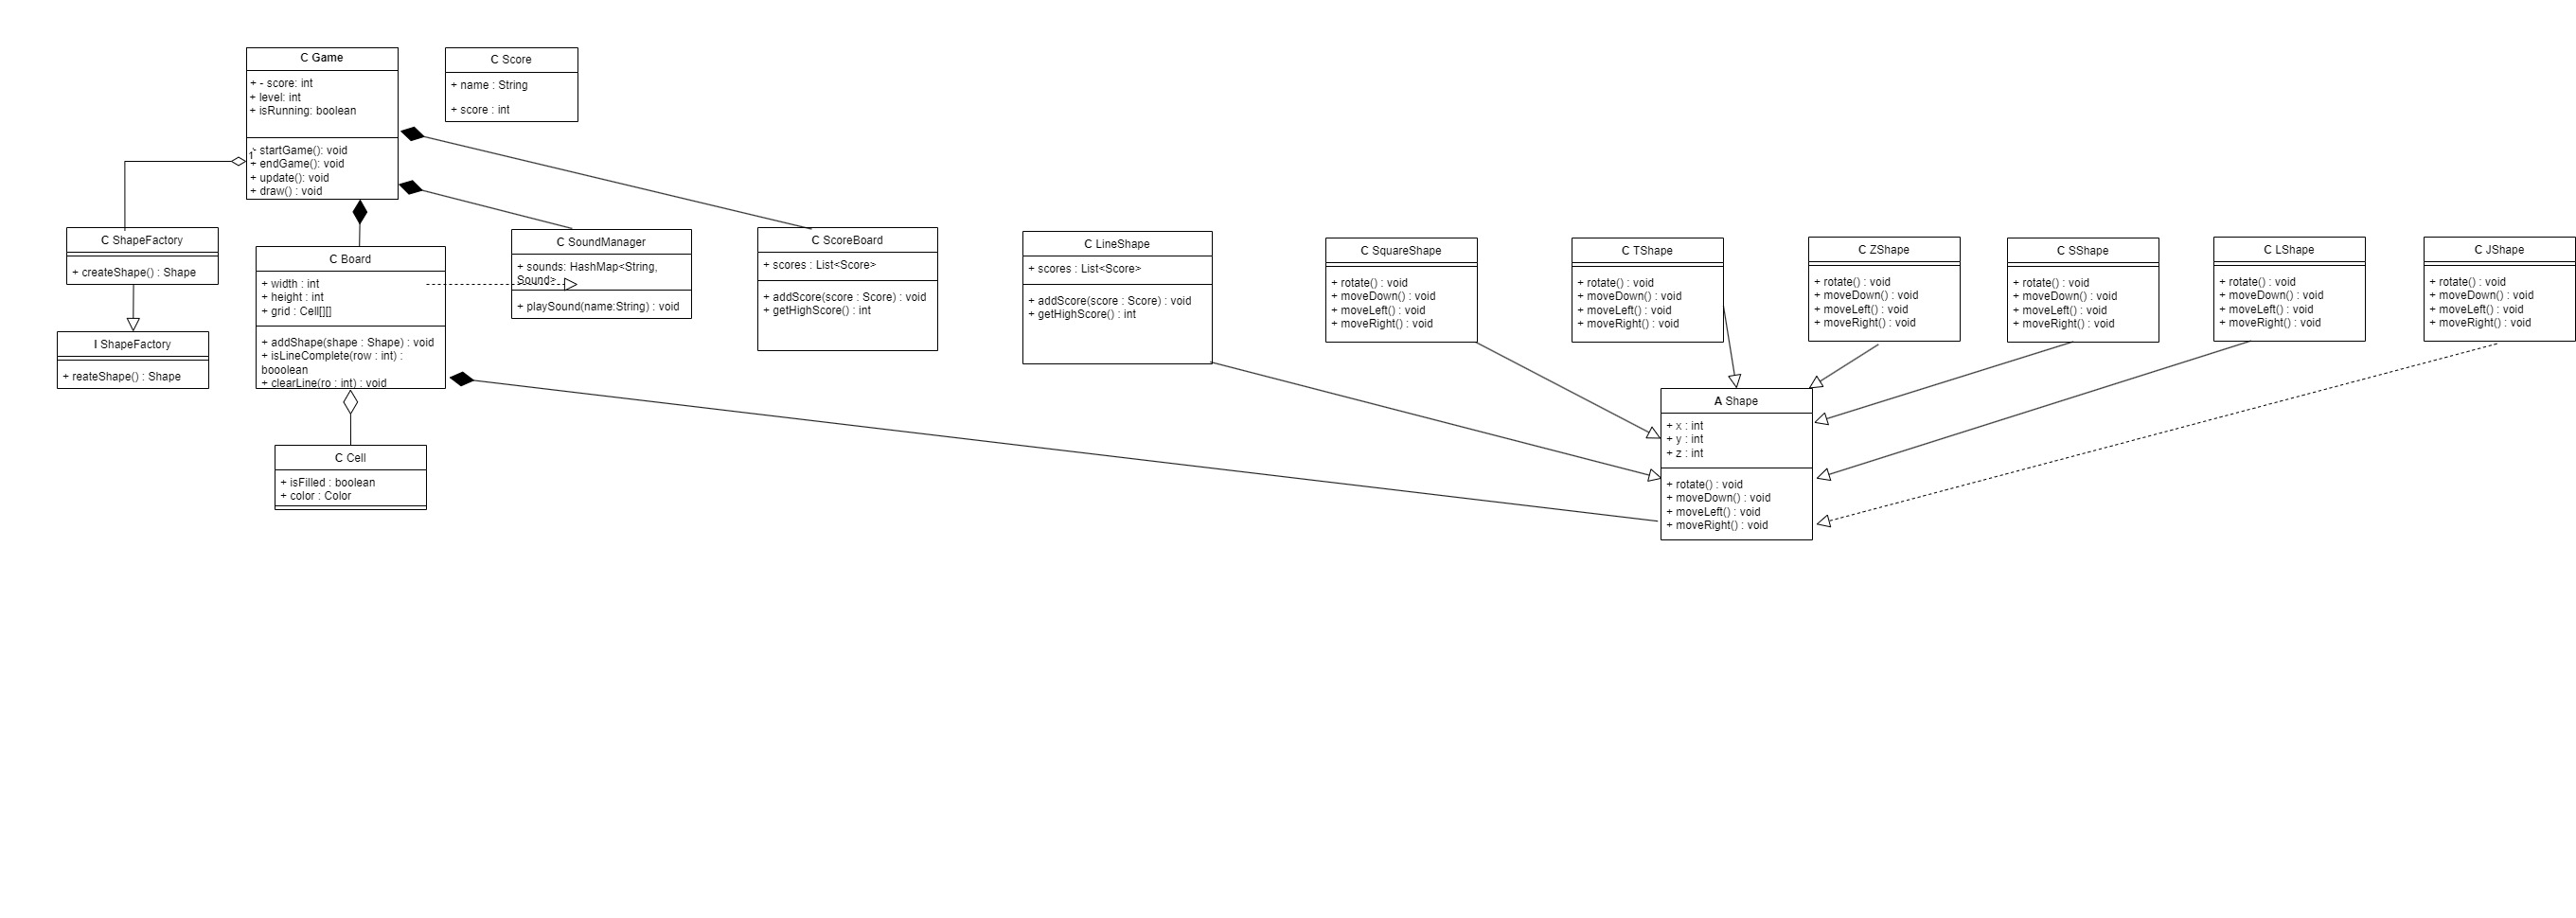 C Game
+ - score: int
+ level: int
+ isRunning: boolean
1
+ startGame(): void
+ endGame(): void
+ update(): void
+ draw() : void
C Score
+ name : String
+ score : int
C ShapeFactory
+ createShape() : Shape
I ShapeFactory
+ reateShape() : Shape
C Board
+ width : int
+ height : int
+ grid : Cell[][]
+ addShape(shape : Shape) : void
+ isLineComplete(row : int) :
booolean
+ clearLine(ro : int) : void
C Cell
+ isFilled : boolean
+ color : Color
C SoundManager
+ sounds: HashMap<String,
Sound>
+ playSound(name:String) : void
C ScoreBoard
+ scores : List<Score>
+ addScore(score : Score) : void
+ getHighScore() : int
C LineShape
+ scores : List<Score>
+ addScore(score : Score) : void
+ getHighScore() : int
C SquareShape
+ rotate() : void
+ moveDown() : void
+ moveLeft() : void
+ moveRight() : void
C TShape
+ rotate() : void
+ moveDown() : void
+ moveLeft() : void
+ moveRight() : void
C ZShape
+ rotate() : void
+ moveDown() : void
+ moveLeft() : void
+ moveRight() : void
C SShape
+ rotate() : void
+ moveDown() : void
+ moveLeft() : void
+ moveRight() : void
C LShape
+ rotate() : void
+ moveDown() : void
+ moveLeft() : void
+ moveRight() : void
C JShape
+ rotate() : void
+ moveDown() : void
+ moveLeft() : void
+ moveRight() : void
A Shape
+ x : int
+ y : int
+ z : int
+ rotate() : void
+ moveDown() : void
+ moveLeft() : void
+ moveRight() : void